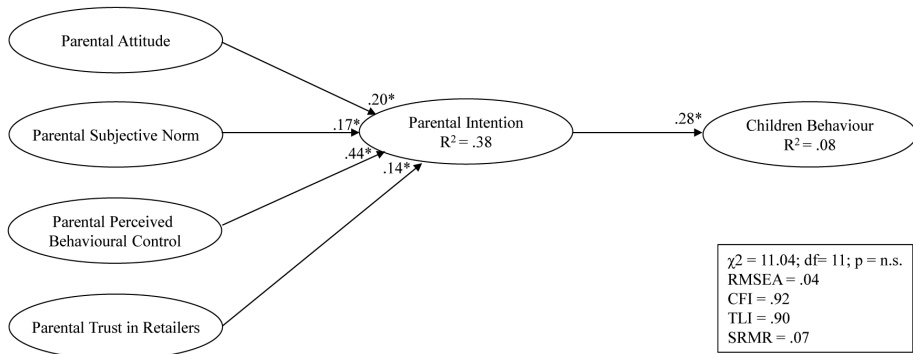 Parental Attitude
.20*
Parental Subjective Norm
.17*
Parental Intention
R² = .38
.28*
Children Behaviour
R² = .08
.44*
.14*
Parental Perceived
Behavioural Control
Parental Trust in Retailers
χ2 = 11.04; df= 11; p = n.s.
RMSEA = .04
CFI = .92
TLI = .90
SRMR = .07